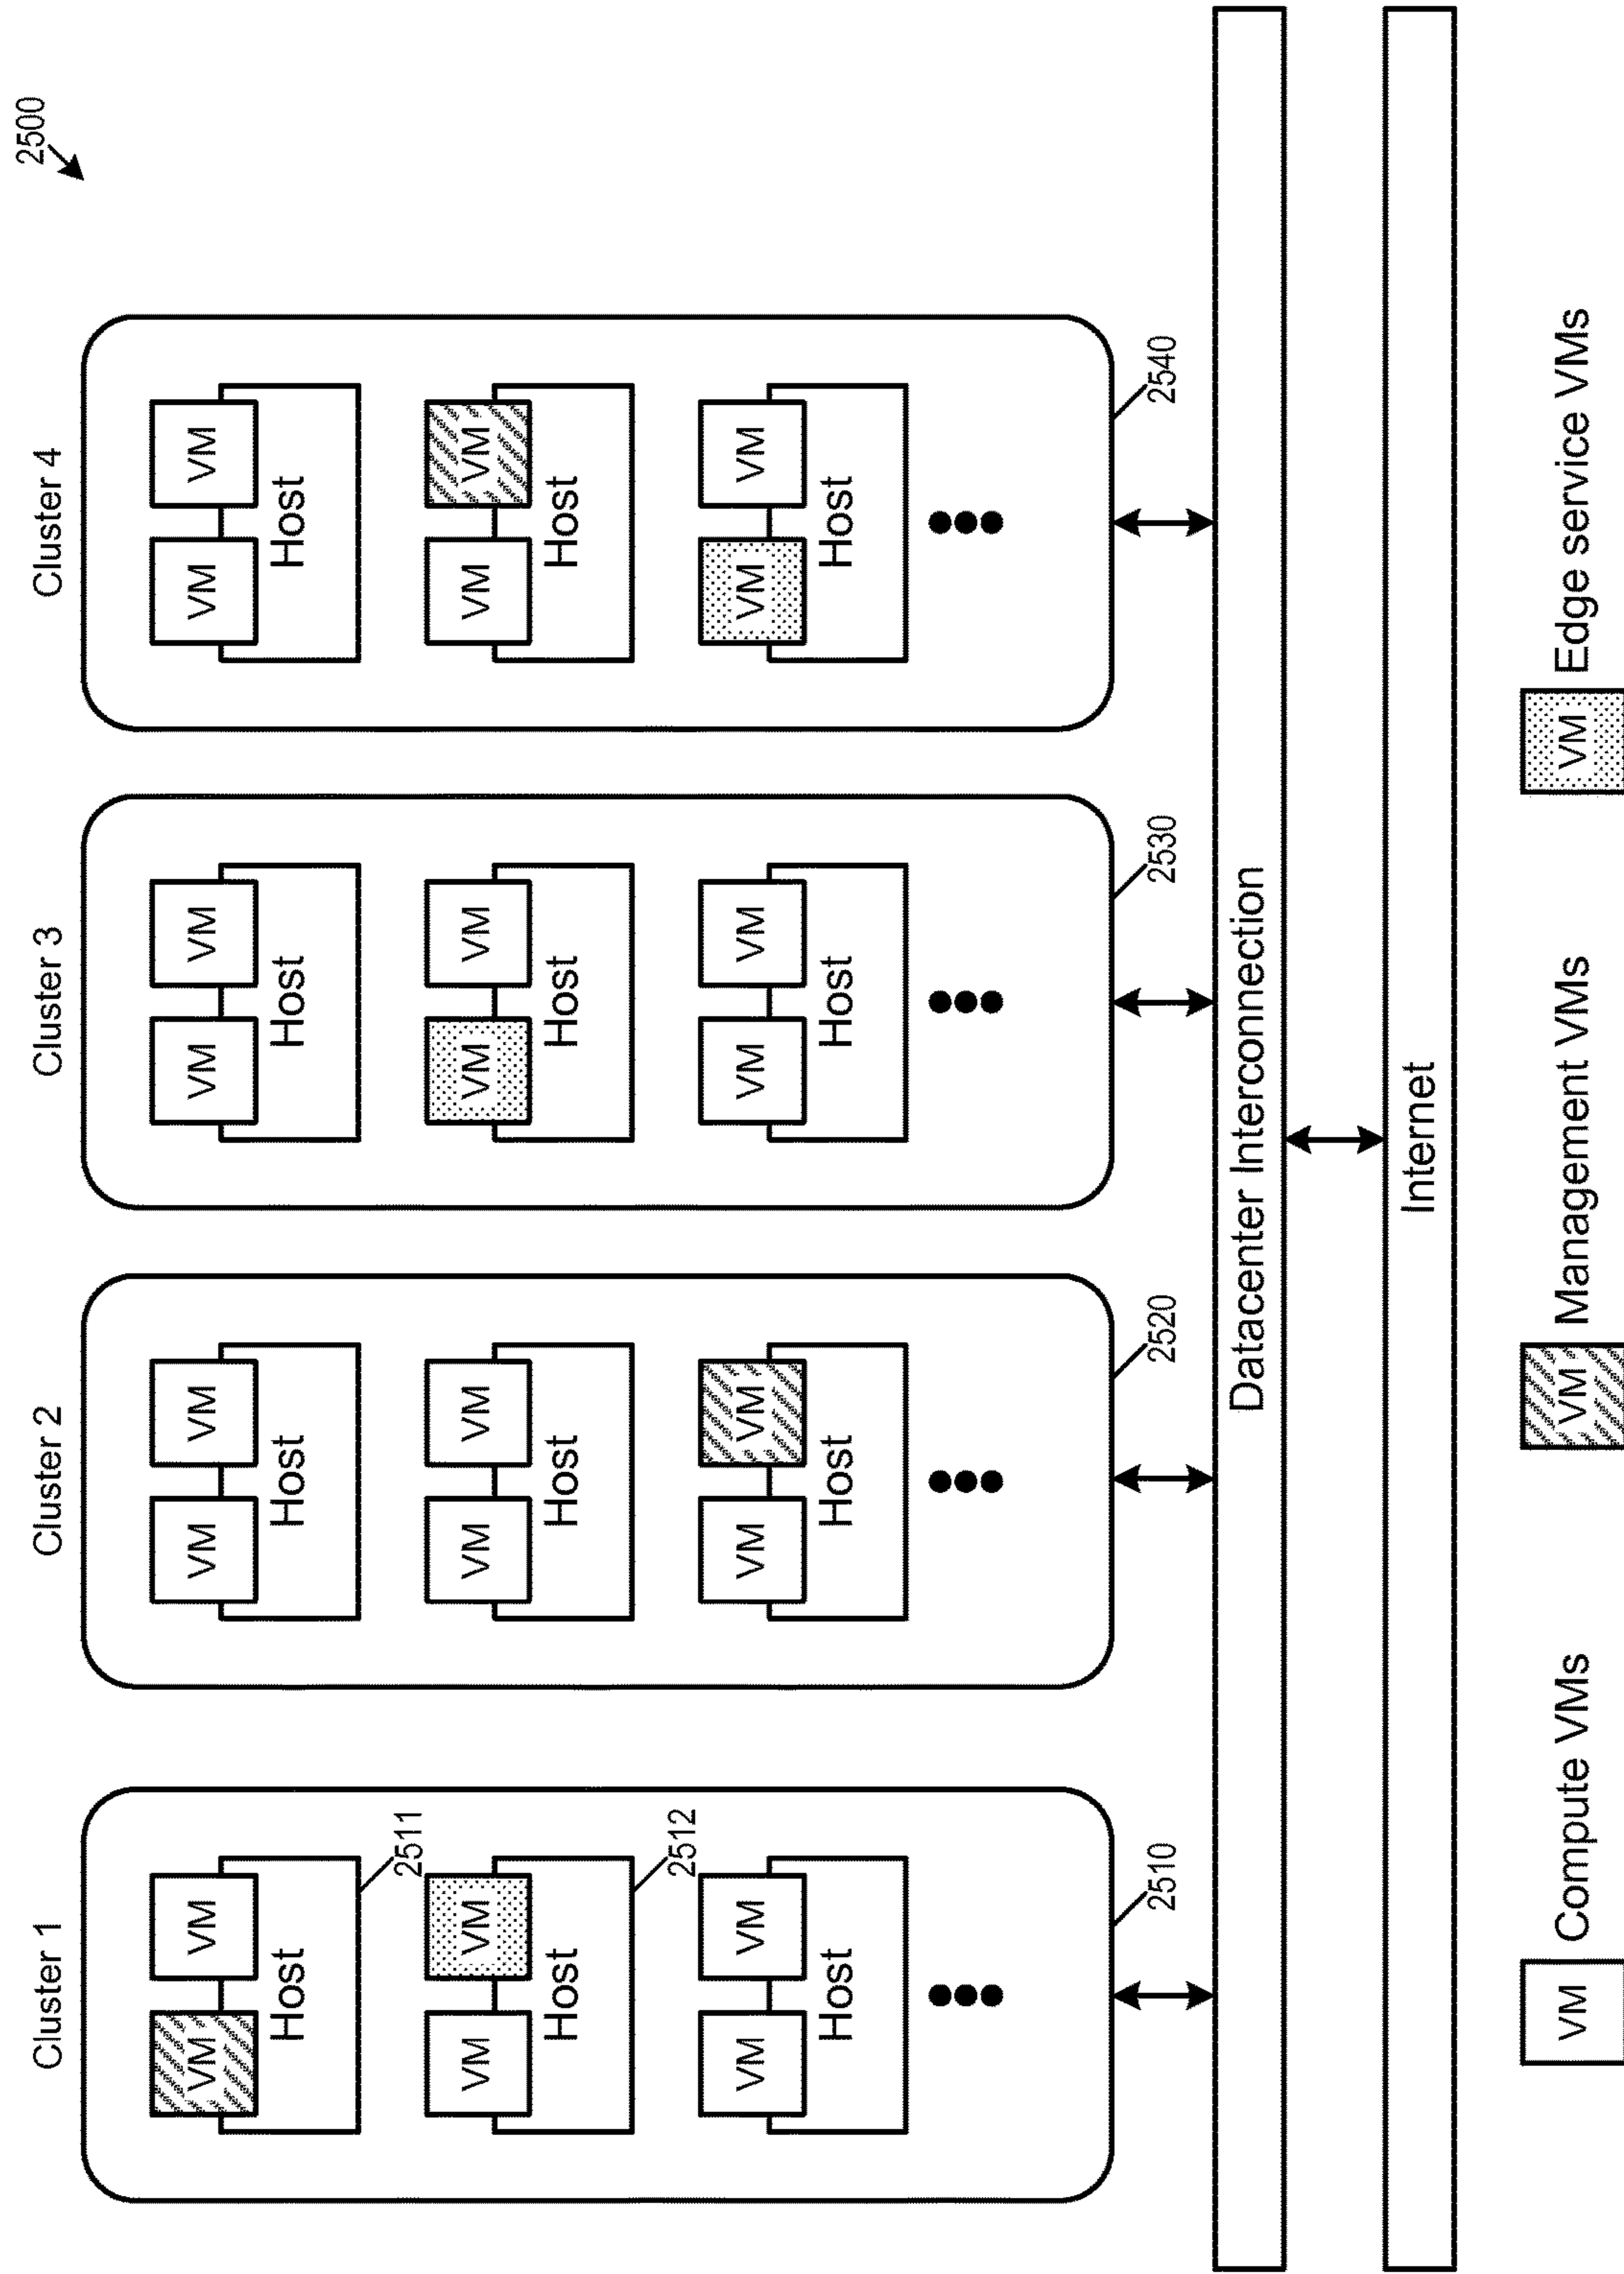 2500
Cluster 1
Cluster 2
Cluster 3
Cluster 4
VM VM
VM VM
VM VM
VM VM
Host
Host
Host
Host
2511
VM VM
VM VM
VM VM
VM VM
Host
Host
Host
Host
2512
VM VM
VM VM
VM VM
VM VM
Host
Host
Host
Host
2510
2520
2530
2540
Datacenter Interconnection
Internet
VM Compute VMs
VM Management VMs
VM Edge service VMs